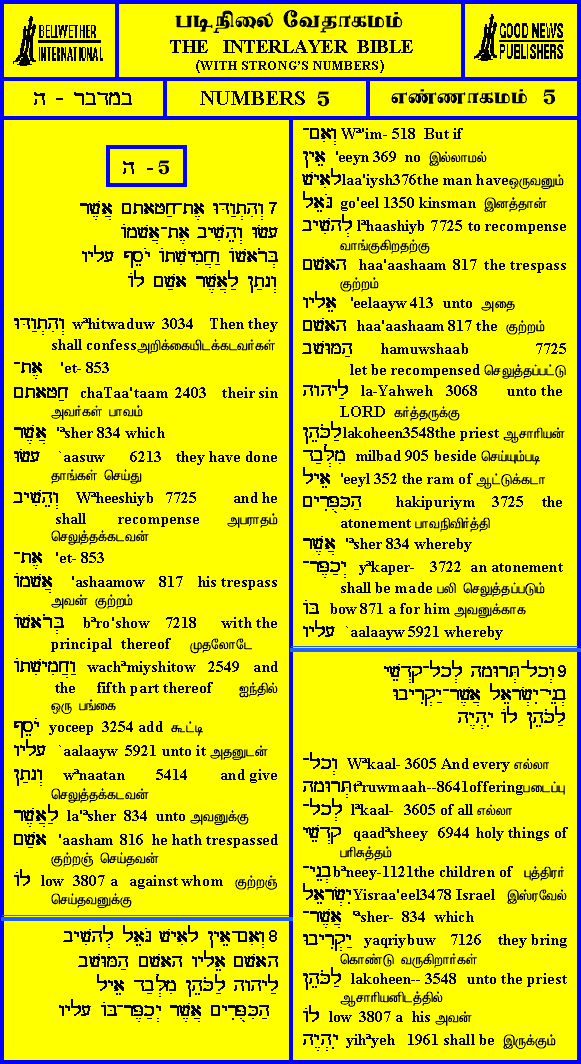 BELLWETHER
INTERNATIONAL
படிநிலை வேதாகமம்
THE INTERLAYER BIBLE
(WITH STRONG'S NUMBERS)
GOOD NEWS
PUBLISHERS
במדבר - ה
NUMBERS 5
எண்ணாகமம் 5
ה -5
7 וְהִתְוַדּוּ אֶת־חַטָּאתָם אֲשֶׁר
עָשׂוּ וְהֵשִׁיב אֶת־אֲשָׁמוֹ
בְּרֹאשׁוֹ וַחֲמִישִׁתוֹ יֹסֵף עָלָיו
וְנָתַן לַאֲשֶׁר אָשַׁם לוֹ
וְהִתְוַדּוּ wᵊhitwaduw 3034 Then they
shall confessஅறிக்கையிடக்கடவர்கள்
אֶת־ 'et- 853
חַטָּאתָם chaTaa'taam 2403 their sin
அவர்கள் பாவம்
אֲשֶׁר 'ᵃsher 834 which
עָשׂוּ `aasuw 6213 they have done
தாங்கள் செய்து
וְהֵשִׁיב Wᵊheeshiyb 7725 and he
shall recompense அபராதம்
செலுத்தக்கடவன்
אֶת־ 'et- 853
אֲשָׁמוֹ 'ashaamow 817 his trespass
அவன் குற்றம்
בְּרֹאשׁוֹ bᵊro'show 7218 with the
principal thereof முதலோடே
וַחֲמִישִׁתוֹ wachᵃmiyshitow 2549 and
the fifth part thereof ஐந்தில்
ஒரு பங்கை
יֹסֵף yoceep 3254 add கூட்டி
עָלָיו `aalaayw 5921 unto it அதனுடன்
וְנָתַן wᵊnaatan 5414 and give
செலுத்தக்கடவன்
לַאֲשֶׁר la'ᵃsher 834 unto அவனுக்கு
אָשַׁם 'aasham 816 he hath trespassed
குற்றஞ் செய்தவன்
לוֹ low 3807 a against whom குற்றஞ்
செய்தவனுக்கு
8 וְאִם־אֵין לָאִישׁ גֹּאֵל לְהָשִׁיב
הָאָשָׁם אֵלָיו הָאָשָׁם הַמּוּשָׁב
לַיהוָה לַכֹּהֵן מִלְּבַד אֵיל
הַכִּפֻּרִים אֲשֶׁר יְכַפֶּר־בּוֹ עָלָיו
וְאִם־ Wᵊ'im- 518 But if
אֵין 'eeyn 369 no இல்லாமல்
לָאִישׁ laa'iysh376the man haveஒருவனும்
גֹּאֵל go'eel 1350 kinsman இனத்தான்
לְהָשִׁיב lᵊhaashiyb 7725 to recompense
வாங்குகிறதற்கு
הָאָשָׁם haa'aashaam 817 the trespass
குற்றம்
אֵלָיו 'eelaayw 413 unto அதை
הָאָשָׁם haa'aashaam 817 the குற்றம்
הַמּוּשָׁב hamuwshaab 7725
let be recompensed செலுத்தப்பட்டு
לַיהוָה la-Yahweh 3068 unto the
LORD கர்த்தருக்கு
לַכֹּהֵן lakoheen3548the priest ஆசாரியன்
מִלְּבַד milbad 905 beside செய்யும்படி
אֵיל 'eeyl 352 the ram of ஆட்டுக்கடா
הַכִּפֻּרִים hakipuriym 3725 the
atonement பாவநிவிர்த்தி
אֲשֶׁר 'ᵃsher 834 whereby
יְכַפֶּר־ yᵊkaper- 3722 an atonement
shall be made பலி செலுத்தப்படும்
בּוֹ bow 871 a for him அவனுக்காக
עָלָיו `aalaayw 5921 whereby
9 וְכָל־תְּרוּמָה לְכָל־קָדְשֵׁי
בְנֵי־יִשְׂרָאֵל אֲשֶׁר־יַקְרִיבוּ
לַכֹּהֵן לוֹ יִהְיֶה
וְכָל־ Wᵊkaal- 3605 And every எல்லா
תְּרוּמָה tᵊruwmaah--8641offeringபடைப்பு
לְכָל־ lᵊkaal- 3605 of all எல்லா
קָדְשֵׁי qaadᵊsheey 6944 holy things of
பரிசுத்தம்
בְנֵי־ bᵊneey-1121the children of புத்திரர்
יִשְׂרָאֵל Yisraa'eel3478 Israel இஸ்ரவேல்
אֲשֶׁר־ 'ᵃsher- 834 which
יַקְרִיבוּ yaqriybuw 7126 they bring
கொண்டு வருகிறார்கள்
לַכֹּהֵן lakoheen-- 3548 unto the priest
ஆசாரியனிடத்தில்
לוֹ low 3807 a his அவன்
יִהְיֶה yihᵊyeh 1961 shall be இருக்கும்